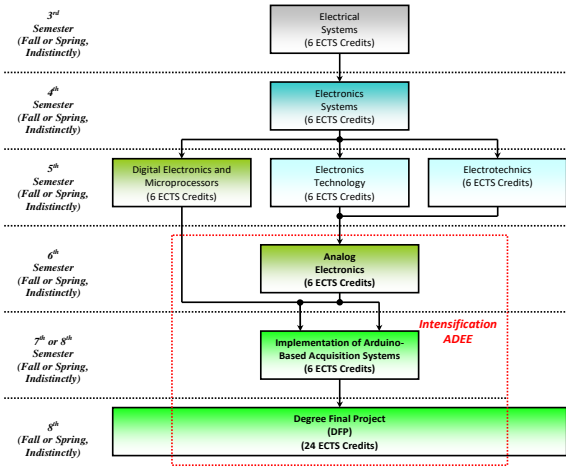 3rd
Semester
(Fall or Spring,
Indistinctly)
Electrical
Systems
(6 ECTS Credits)
4th
Semester
(Fall or Spring,
Indistinctly)
Electronics
Systems
(6 ECTS Credits)
5th
Semester
(Fall or Spring,
Indistinctly)
Digital Electronics and
Microprocessors
(6 ECTS Credits)
Electronics
Technology
(6 ECTS Credits)
Electrotechnics
(6 ECTS Credits)
6th
Semester
(Fall or Spring,
Indistinctly)
Analog
Electronics
(6 ECTS Credits)
7th or 8th
Semester
(Fall or Spring,
Indistinctly)
Intensification
ADEE
Implementation of Arduino-
Based Acquisition Systems
(6 ECTS Credits)
8th
(Fall or Spring,
Indistinctly)
Degree Final Project
(DFP)
(24 ECTS Credits)